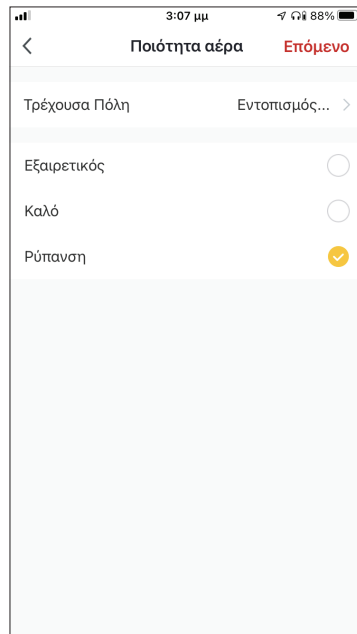 3:07 μμ 88%
Ποιότητα αέρα Επόμενο
Τρέχουσα Πόλη Εντοπισμός...
Εξαιρετικός
Καλό
Ρύπανση